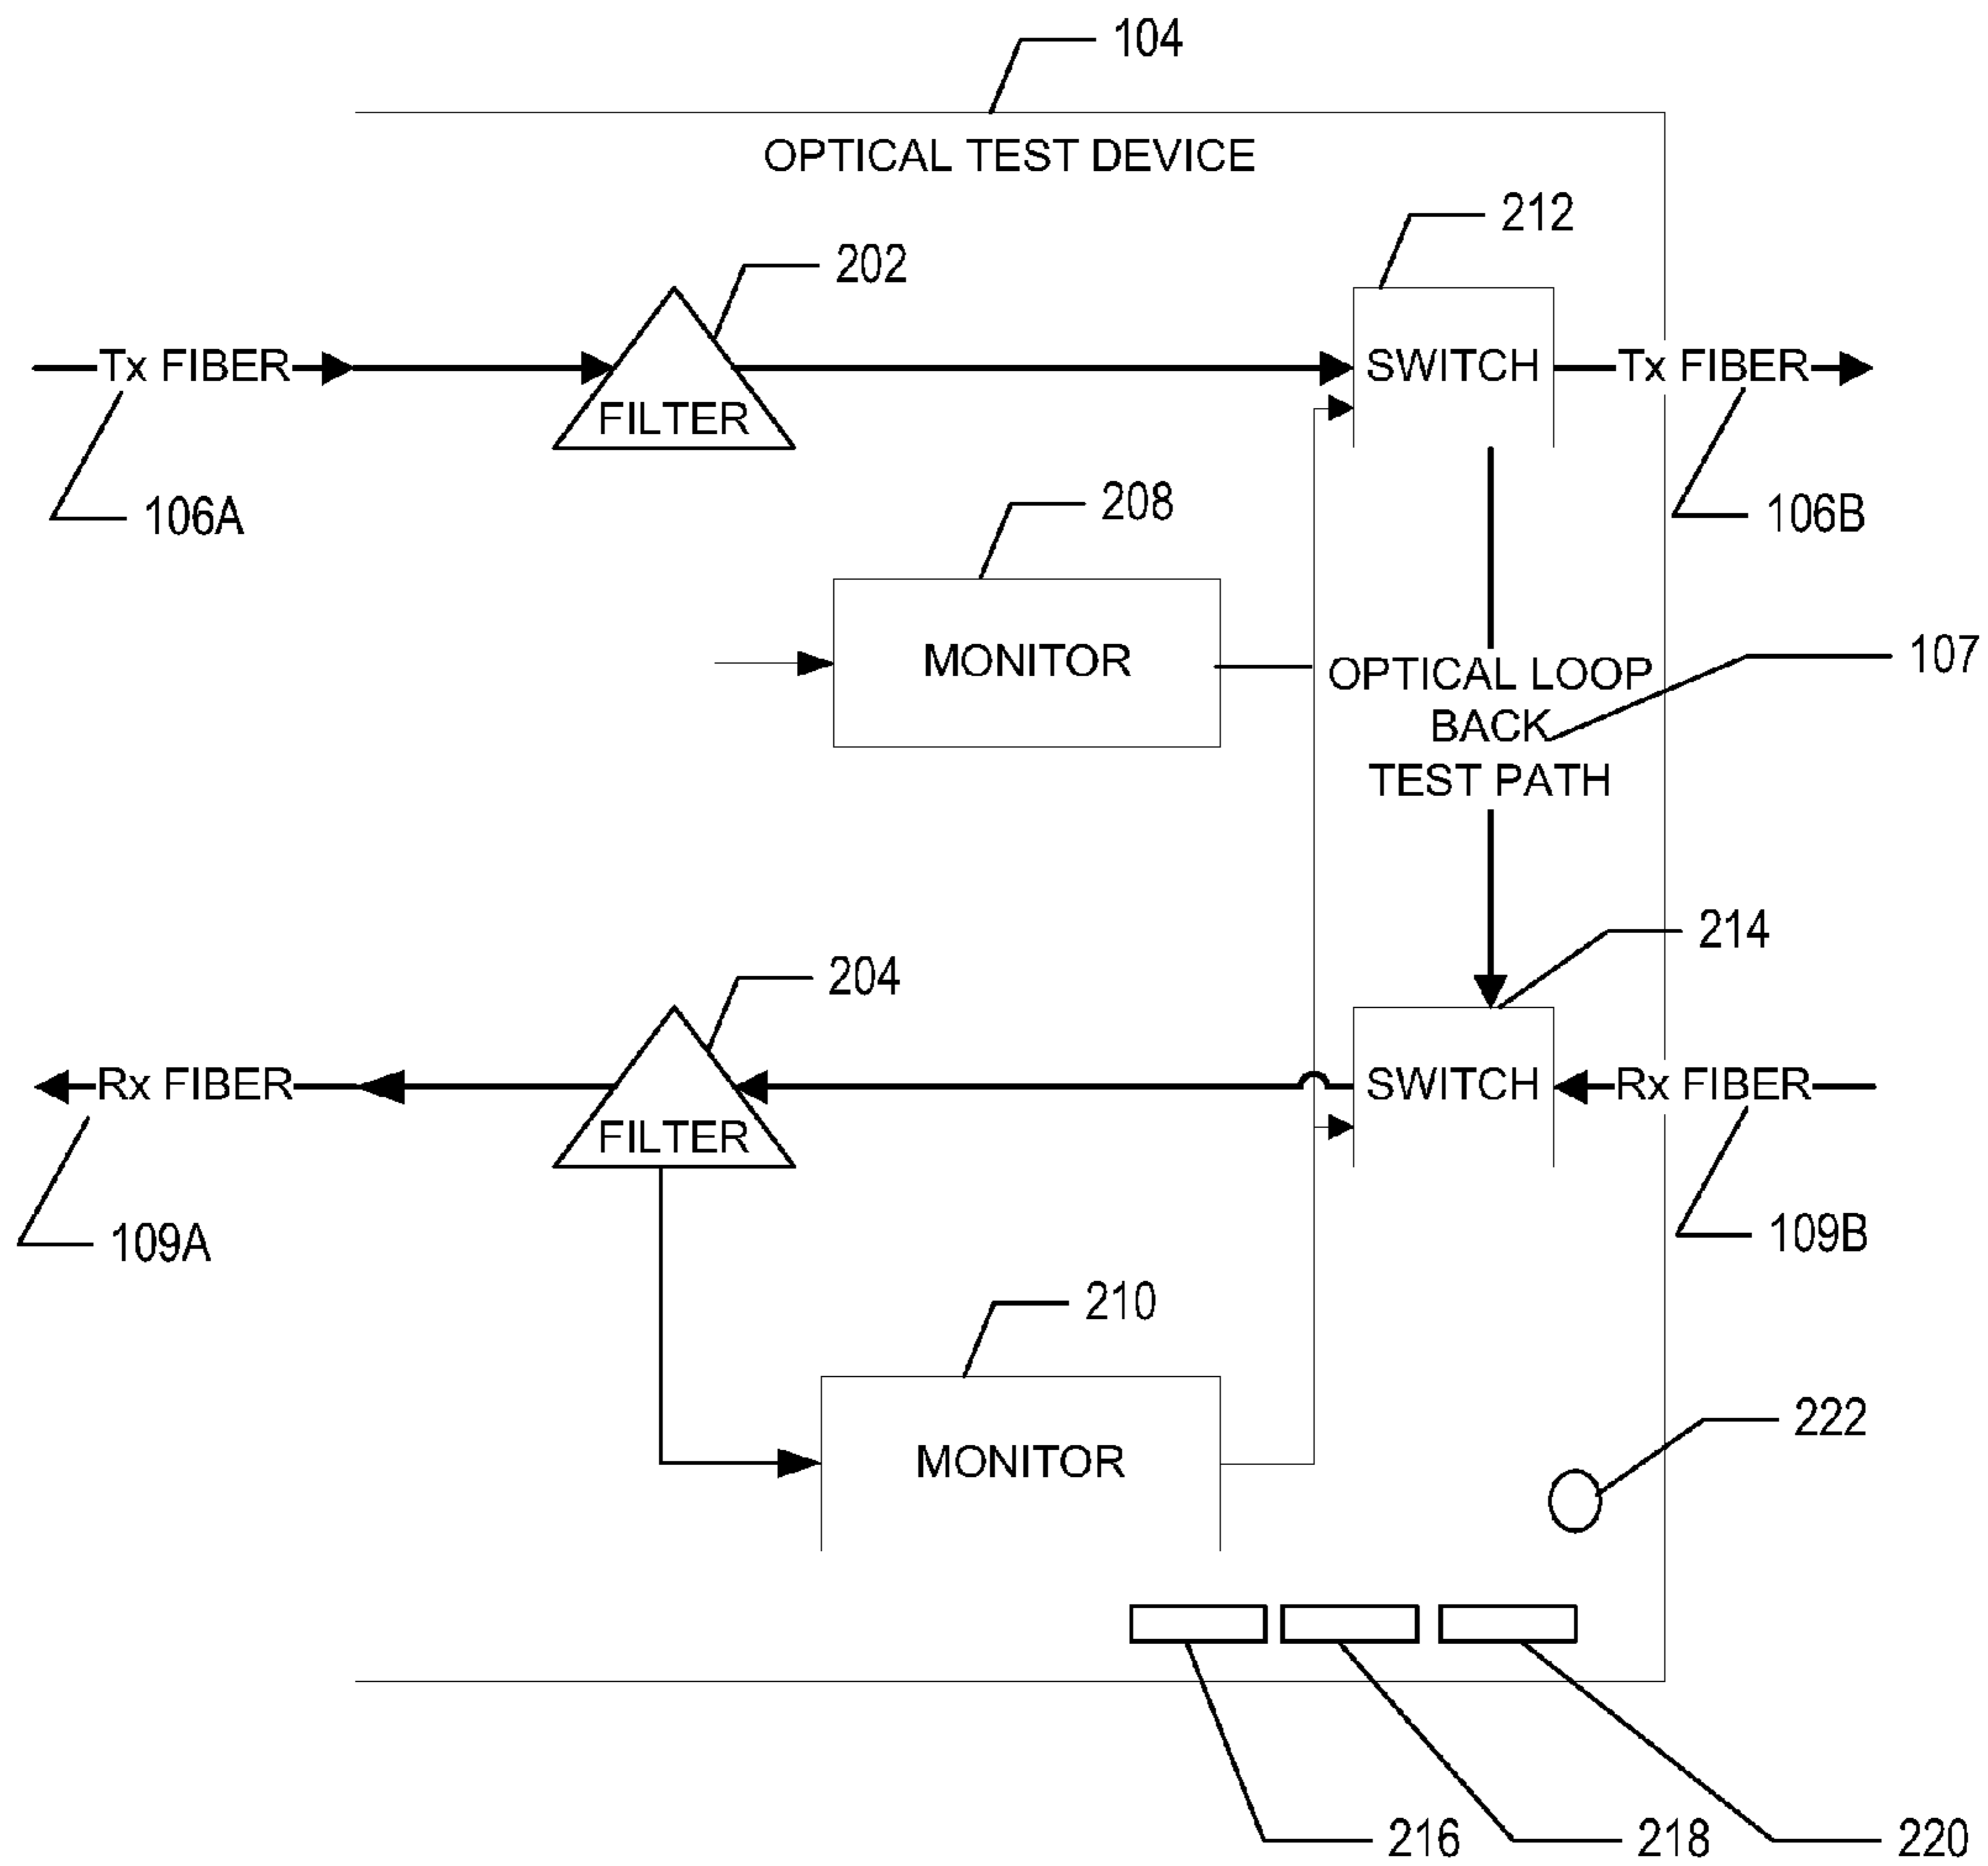 104
OPTICAL TEST DEVICE
212
202
Tx FIBER
SWITCH
Tx FIBER
FILTER
106A
208
106B
MONITOR
107
OPTICAL LOOP
BACK
TEST PATH
214
204
Rx FIBER
SWITCH
Rx FIBER
FILTER
109A
109B
210
222
MONITOR
216
218
220